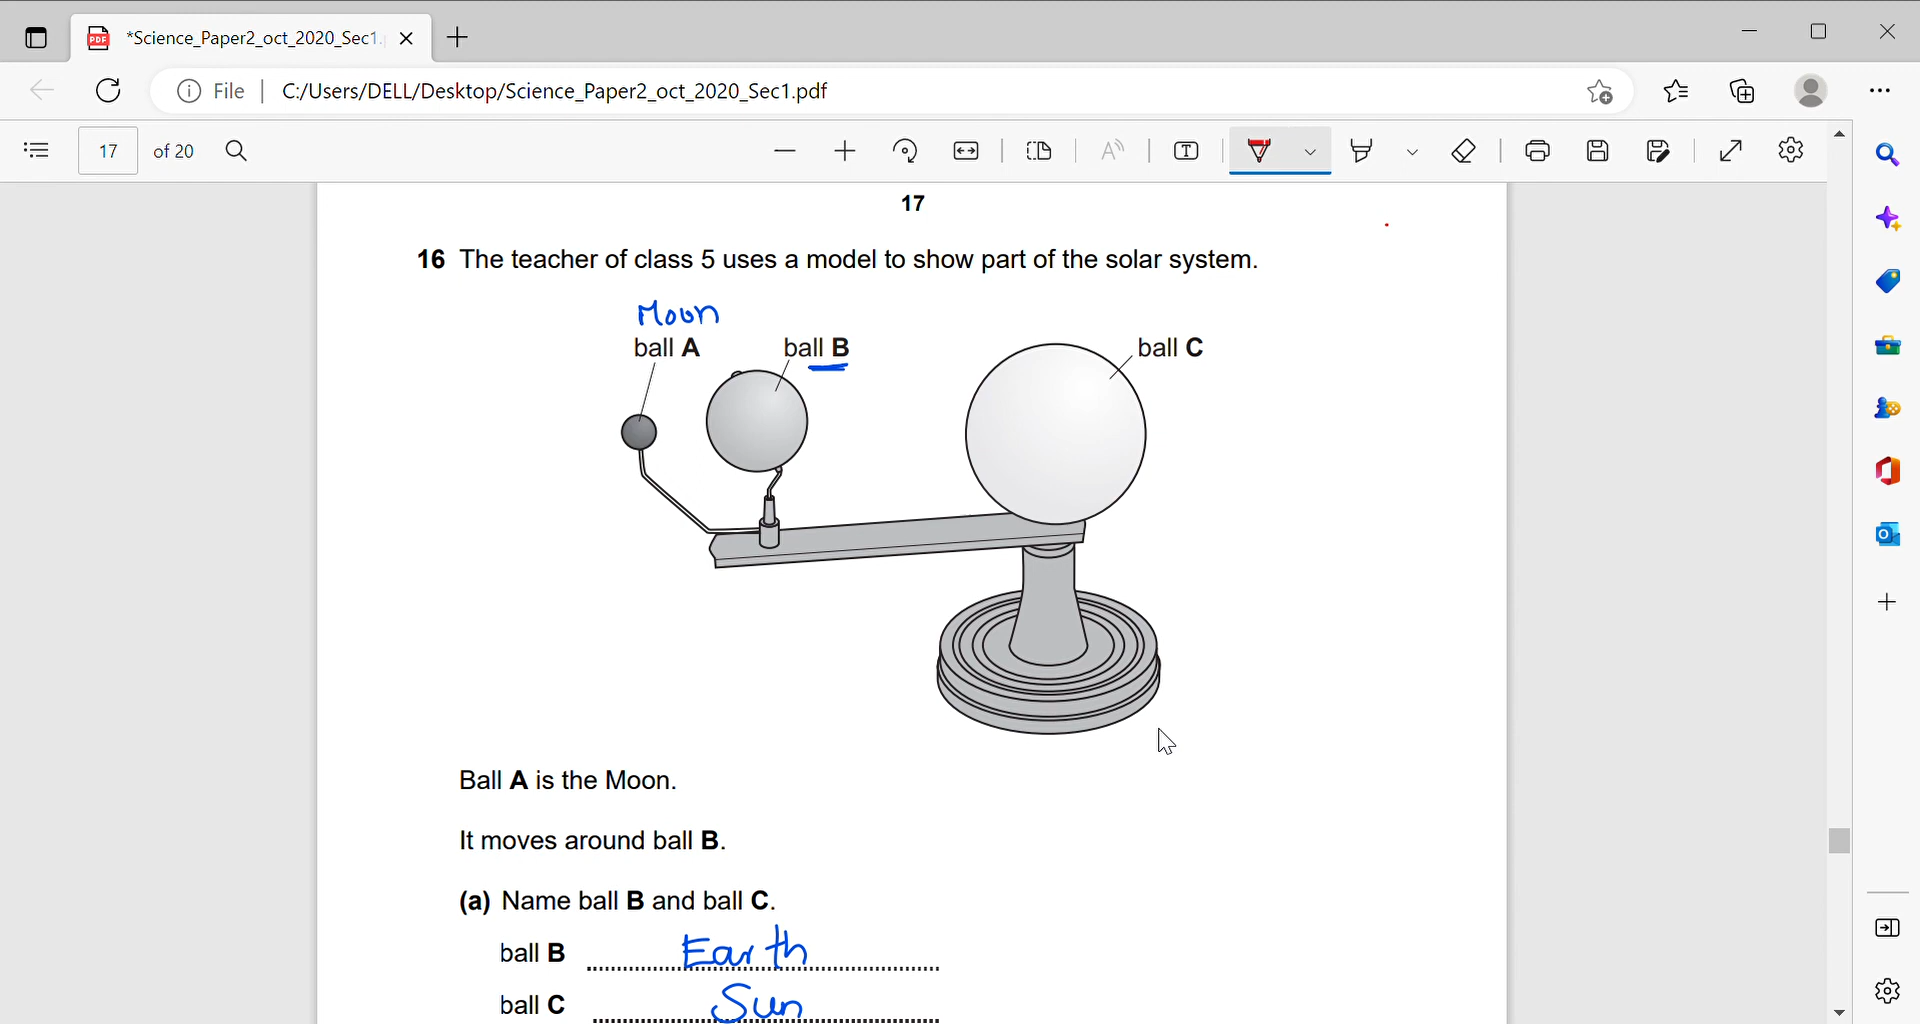 *Science_Paper2_oct_2020_Sec1.
File
C:/Users/DELL/Desktop/Science_Paper2_oct_2020_Sec1.pdf
17 of 20
17
16 The teacher of class 5 uses a model to show part of the solar system.
Moon
ball A
ball B
ball C
Ball A is the Moon.
It moves around ball B.
(a) Name ball B and ball C.
ball B Earth
ball C Sun